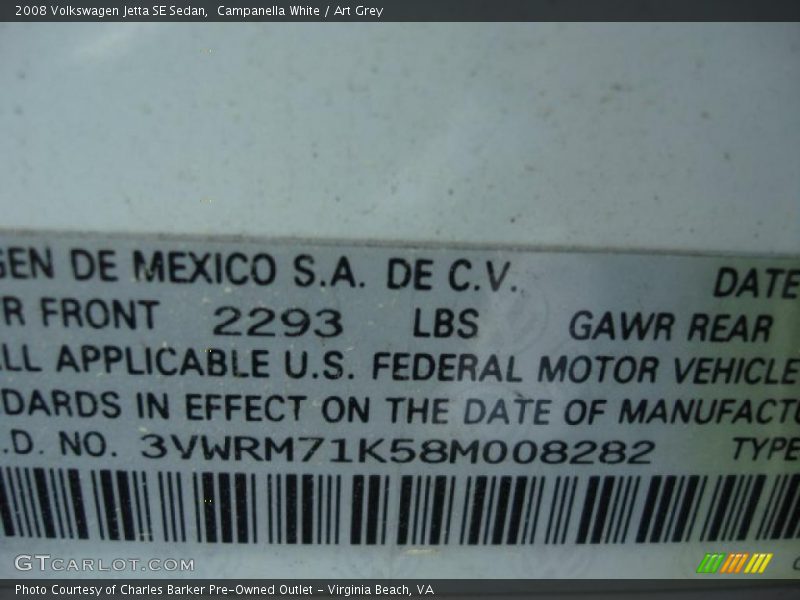 2008 Volkswagen Jetta SE Sedan, Campanella White / Art Grey
GEN DE MEXICO S.A. DE C.V. DATE
R FRONT 2293 LBS GAWR REAR
LL APPLICABLE U.S. FEDERAL MOTOR VEHICLE
DARDS IN EFFECT ON THE DATE OF MANUFACTU
.D. NO. 3VWRM71K58M008282 TYPE
GTCARLOT.COM
Photo Courtesy of Charles Barker Pre-Owned Outlet - Virginia Beach, VA